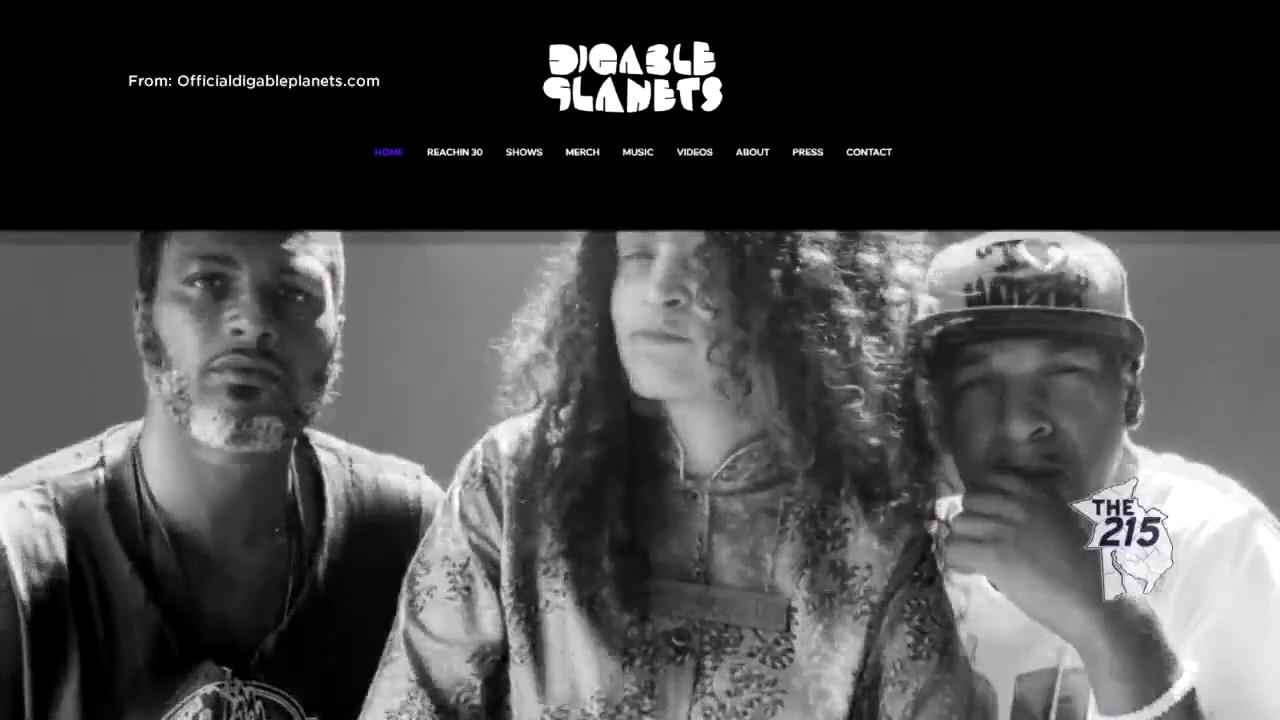 From: Officialdigableplanets.com
DIGABLE
PLANETS
HOME REACHIN 30 SHOWS MERCH MUSIC VIDEOS ABOUT PRESS CONTACT
THE
215